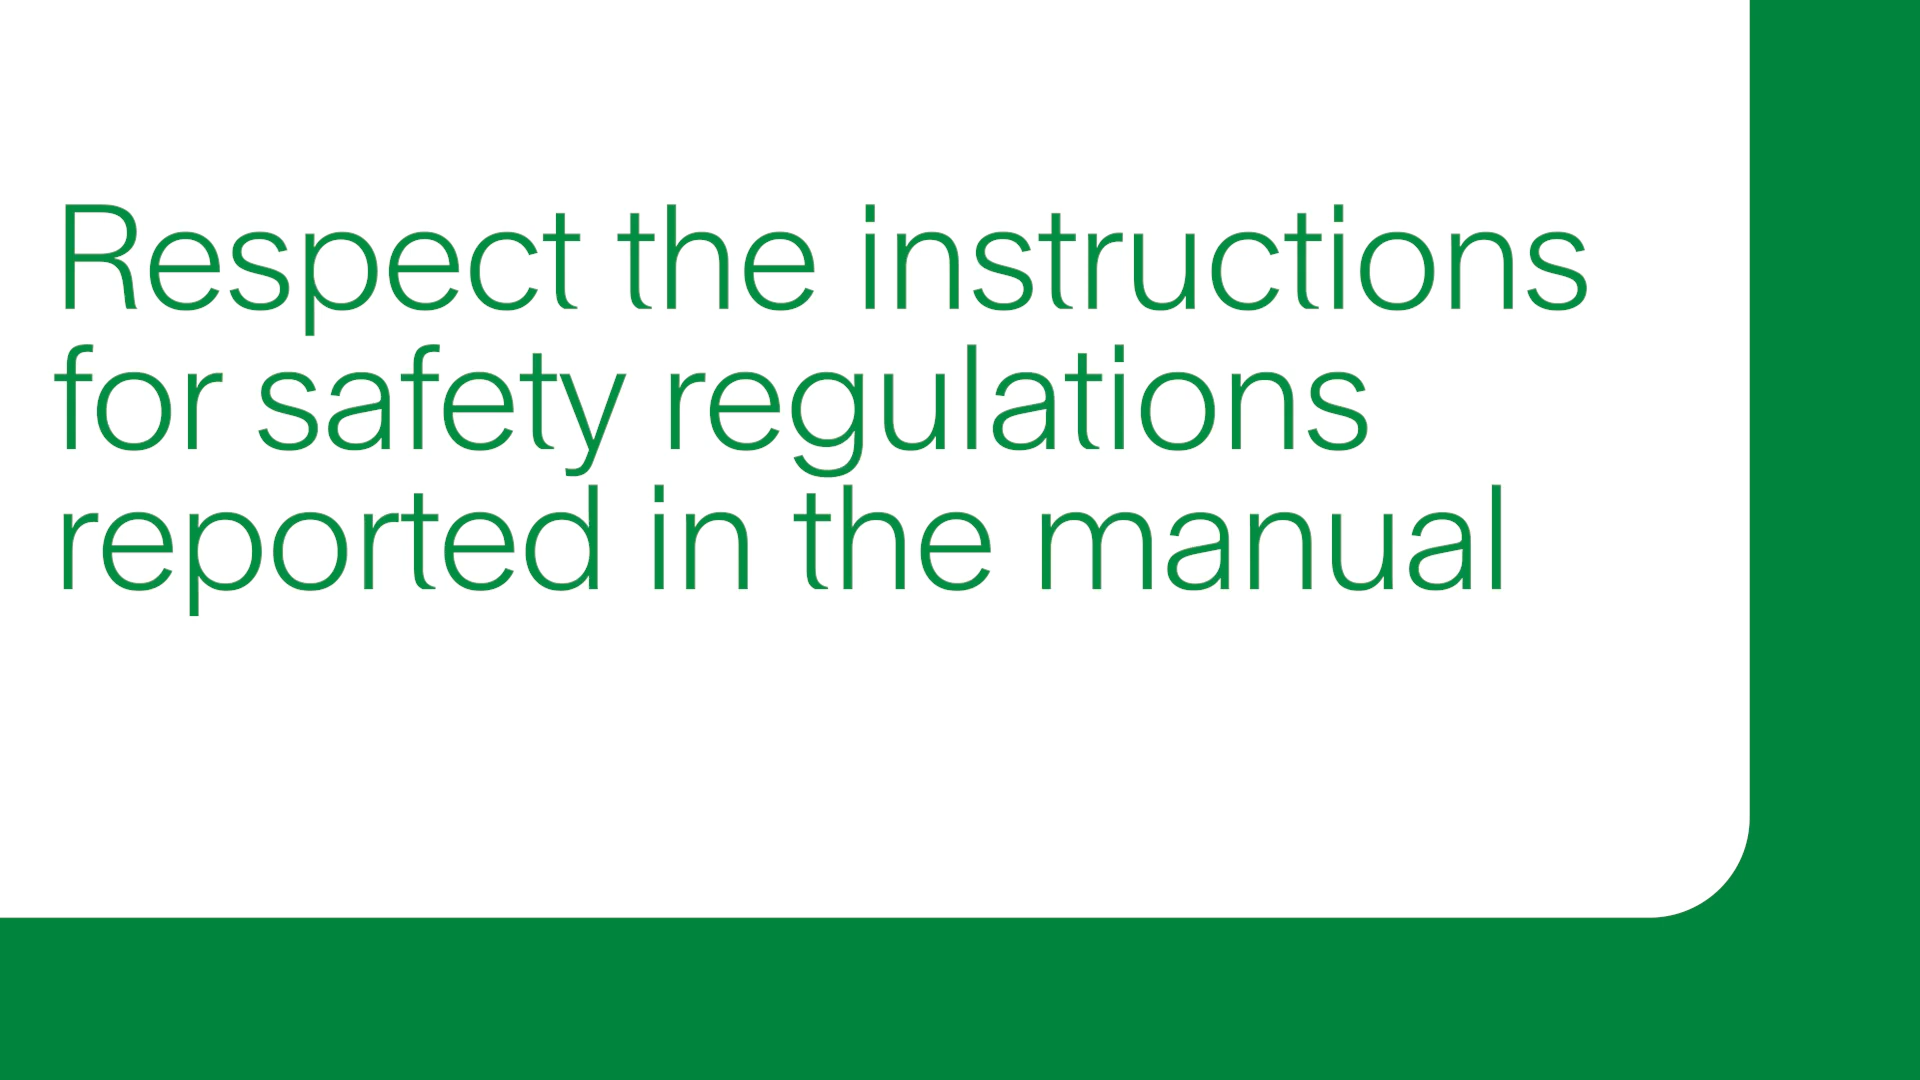 Respect the instructions
for safety regulations
reported in the manual